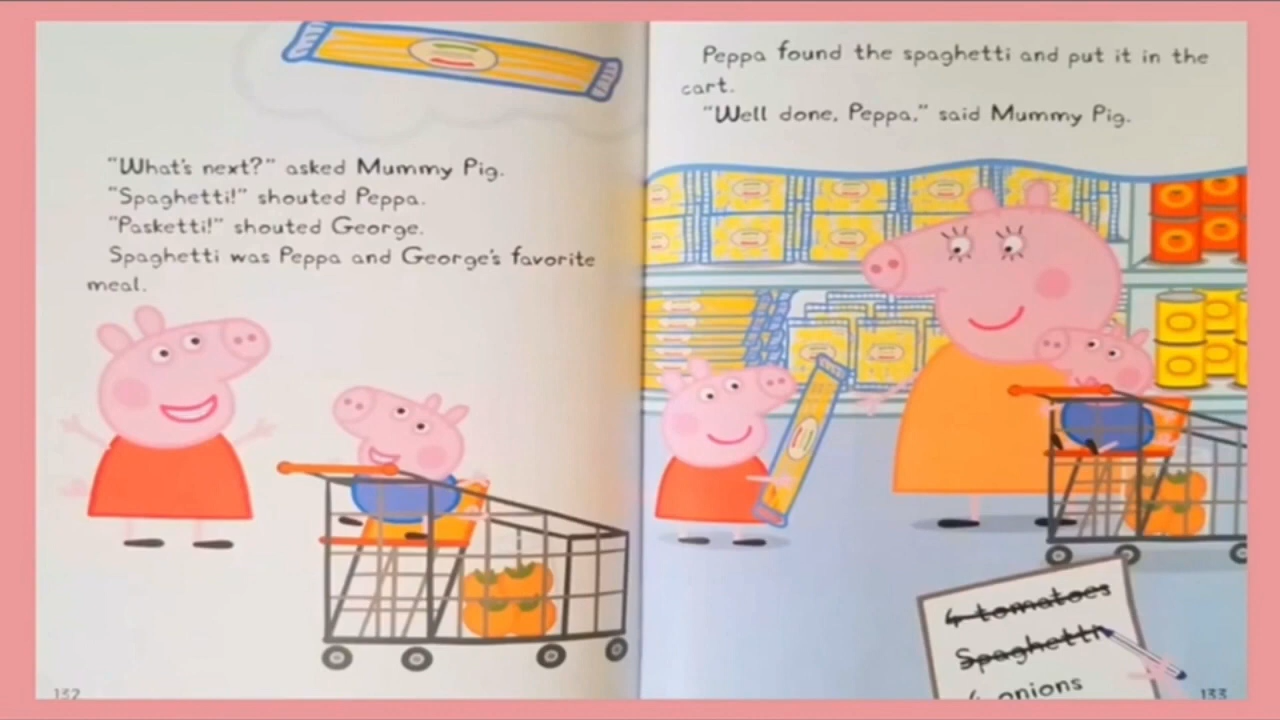 "What's next?" asked Mummy Pig.
"Spaghetti!" shouted Peppa.
"Pasketti!" shouted George.
Spaghetti was Peppa and George's favorite
meal.
132
Peppa found the spaghetti and put it in the
cart.
"Well done, Peppa," said Mummy Pig.
4 tomatoes
Spaghetti
onions
133